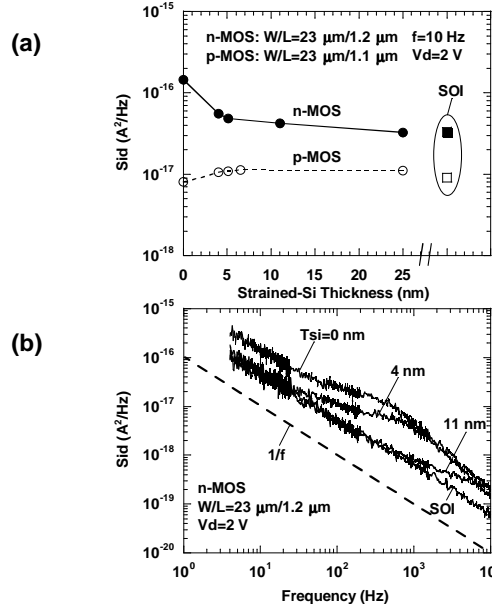 (a)
n-MOS: W/L=23 μm/1.2 μm f=10 Hz
p-MOS: W/L=23 μm/1.1 μm Vd=2 V
SOI
n-MOS
p-MOS
Sid (A²/Hz)
10⁻¹⁵
10⁻¹⁶
10⁻¹⁷
10⁻¹⁸
0 5 10 15 20 25
Strained-Si Thickness (nm)
(b)
Tsi=0 nm
4 nm
11 nm
1/f
SOI
n-MOS
W/L=23 μm/1.2 μm
Vd=2 V
Sid (A²/Hz)
10⁻¹⁵
10⁻¹⁶
10⁻¹⁷
10⁻¹⁸
10⁻¹⁹
10⁻²⁰
10⁰ 10¹ 10² 10³ 10⁴
Frequency (Hz)